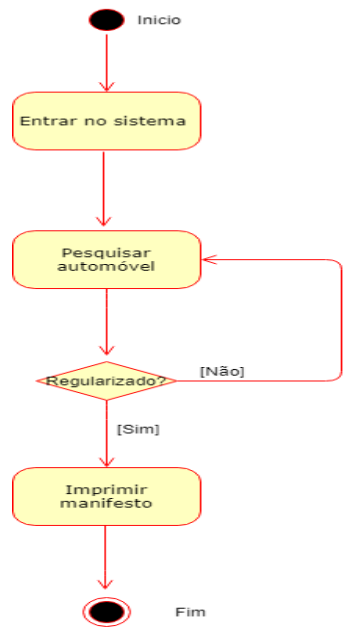 Inicio
Entrar no sistema
Pesquisar
automóvel
Regularizado?
[Não]
[Sim]
Imprimir
manifesto
Fim